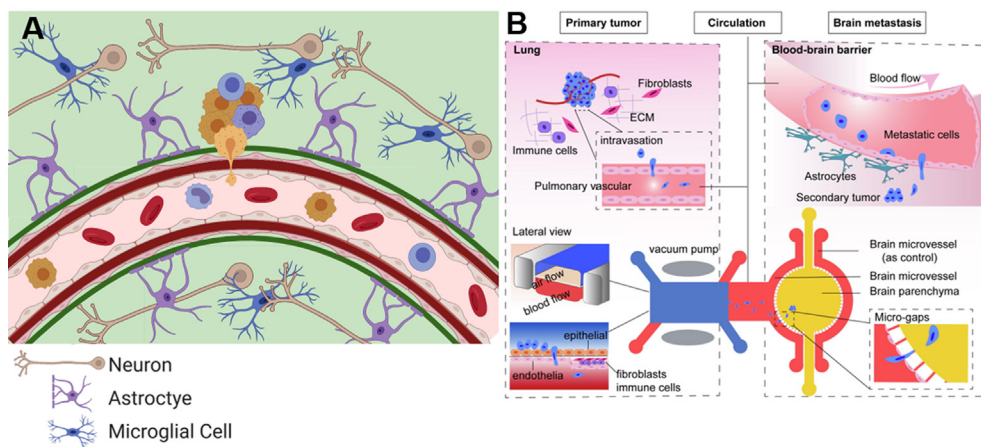 A
Neuron
Astroctye
Microglial Cell
B
Primary tumor
Circulation
Brain metastasis
Lung
Fibroblasts
ECM
Immune cells
intravasation
Pulmonary vascular
Blood-brain barrier
Blood flow
Metastatic cells
Astrocytes
Secondary tumor
Lateral view
air flow
blood flow
vacuum pump
epithelial
endothelia
fibroblasts
immune cells
Brain microvessel
(as control)
Brain microvessel
Brain parenchyma
Micro-gaps